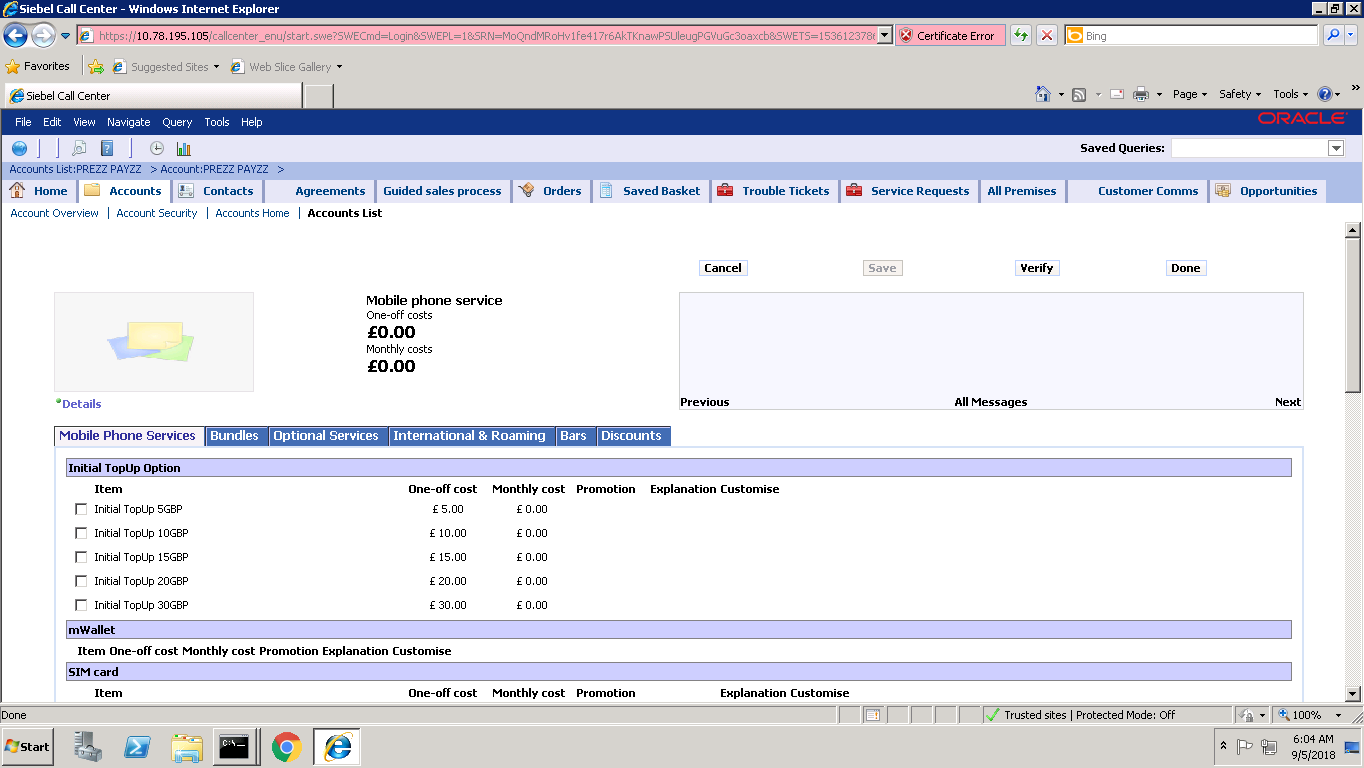 Siebel Call Center - Windows Internet Explorer
https://10.78.195.105/callcenter_enu/start.swe?SWECmd=Login&SWEPL=1&SRN=MoQndMRoHv1fe417r6AkTKnawPSUleugPGVuGc3oaxcb&SWETS=153612378 Certificate Error Bing
Favorites Suggested Sites Web Slice Gallery
Siebel Call Center Page Safety Tools
File Edit View Navigate Query Tools Help ORACLE
Saved Queries:
Accounts List:PREZZ PAYZZ > Account:PREZZ PAYZZ >
Home Accounts Contacts Agreements Guided sales process Orders Saved Basket Trouble Tickets Service Requests All Premises Customer Comms Opportunities
Account Overview | Account Security | Accounts Home | Accounts List
Cancel Save Verify Done
Mobile phone service
One-off costs
£0.00
Monthly costs
£0.00
Previous All Messages Next
*Details
Mobile Phone Services Bundles Optional Services International & Roaming Bars Discounts
Initial TopUp Option
Item One-off cost Monthly cost Promotion Explanation Customise
Initial TopUp 5GBP £ 5.00 £ 0.00
Initial TopUp 10GBP £ 10.00 £ 0.00
Initial TopUp 15GBP £ 15.00 £ 0.00
Initial TopUp 20GBP £ 20.00 £ 0.00
Initial TopUp 30GBP £ 30.00 £ 0.00
mWallet
Item One-off cost Monthly cost Promotion Explanation Customise
SIM card
Item One-off cost Monthly cost Promotion Explanation Customise
Done Trusted sites | Protected Mode: Off 100%
Start 6:04 AM
9/5/2018